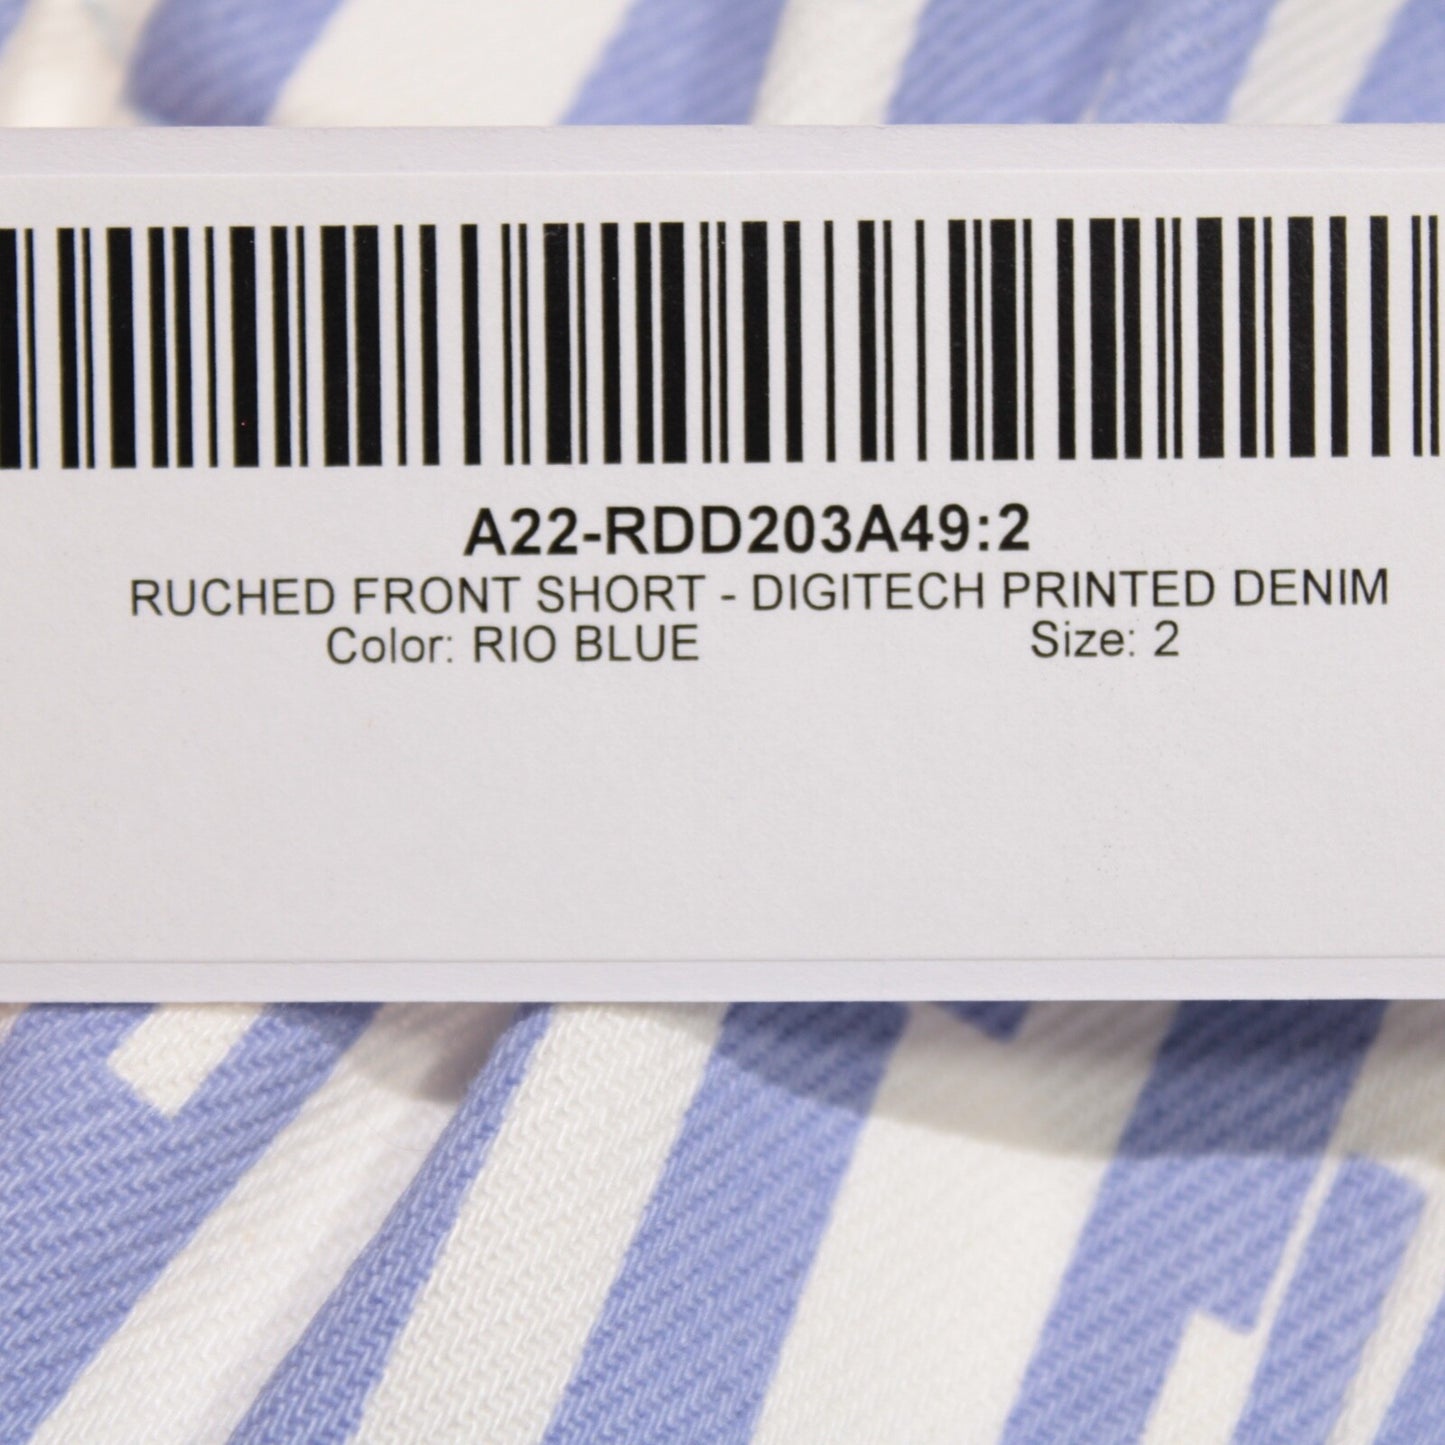 A22-RDD203A49:2
RUCHED FRONT SHORT - DIGITECH PRINTED DENIM
Color: RIO BLUE Size: 2